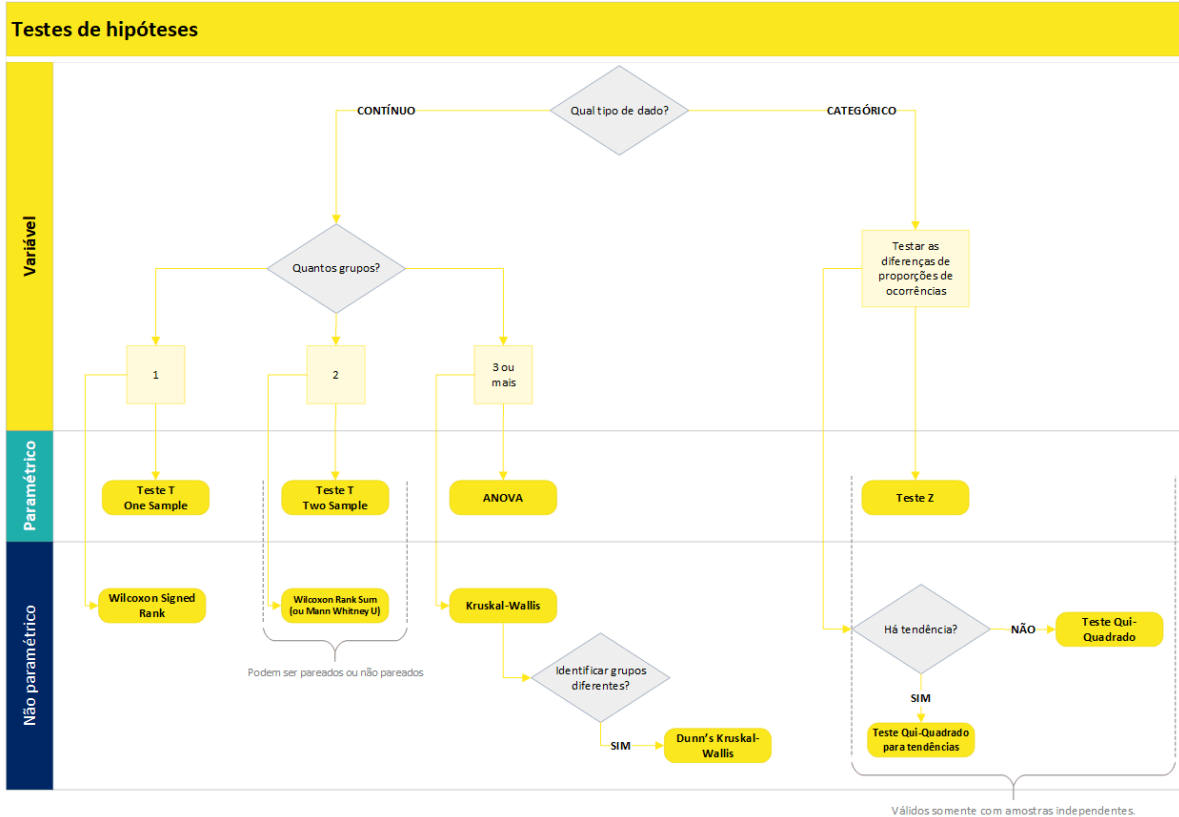 Testes de hipóteses
Variável
Qual tipo de dado?
CONTÍNUO
CATEGÓRICO
Quantos grupos?
Testar as
diferenças de
proporções de
ocorrências
1
2
3 ou
mais
Paramétrico
Teste T
One Sample
Teste T
Two Sample
ANOVA
Teste Z
Não paramétrico
Wilcoxon Signed
Rank
Wilcoxon Rank Sum
(ou Mann Whitney U)
Kruskal-Wallis
Há tendência?
NÃO
Teste Qui-
Quadrado
Podem ser pareados ou não pareados
Identificar grupos
diferentes?
SIM
Dunn's Kruskal-
Wallis
SIM
Teste Qui-Quadrado
para tendências
Válidos somente com amostras independentes.